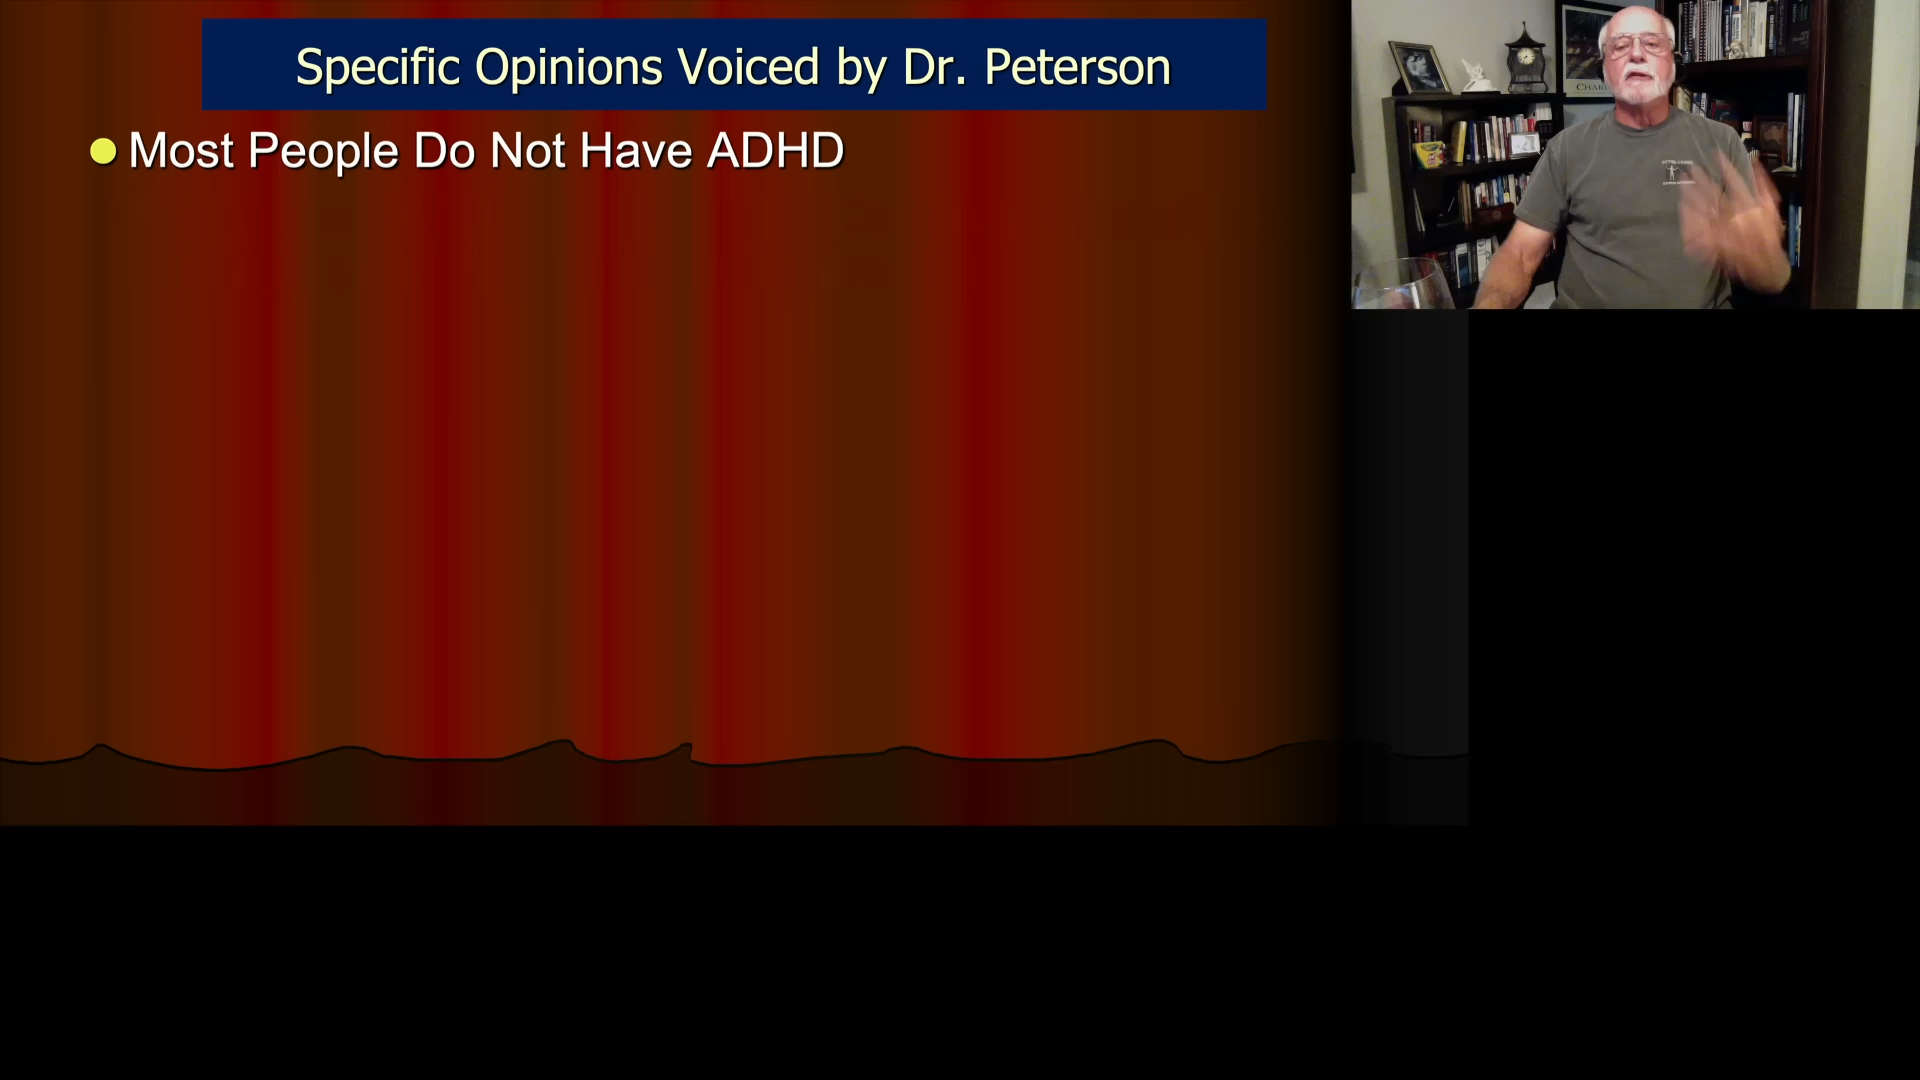 Specific Opinions Voiced by Dr. Peterson
Most People Do Not Have ADHD